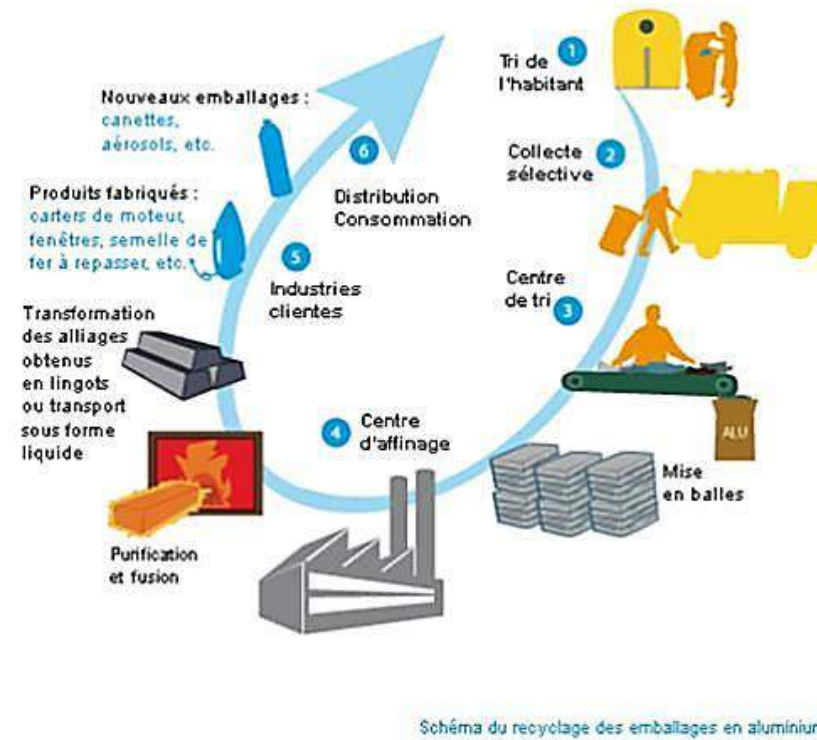 1
Tri de
l'habitant
2
Collecte
sélective
Centre
de tri
3
ALU
Mise
en balles
4
Centre
d'affinage
Purification
et fusion
Transformation
des alliages
obtenus
en lingots
ou transport
sous forme
liquide
5
Industries
clientes
Produits fabriqués :
carters de moteur,
fenêtres, semelle de
fer à repasser, etc.
Nouveaux emballages :
canettes,
aérosols, etc.
6
Distribution
Consommation
Schéma du recyclage des emballages en aluminium